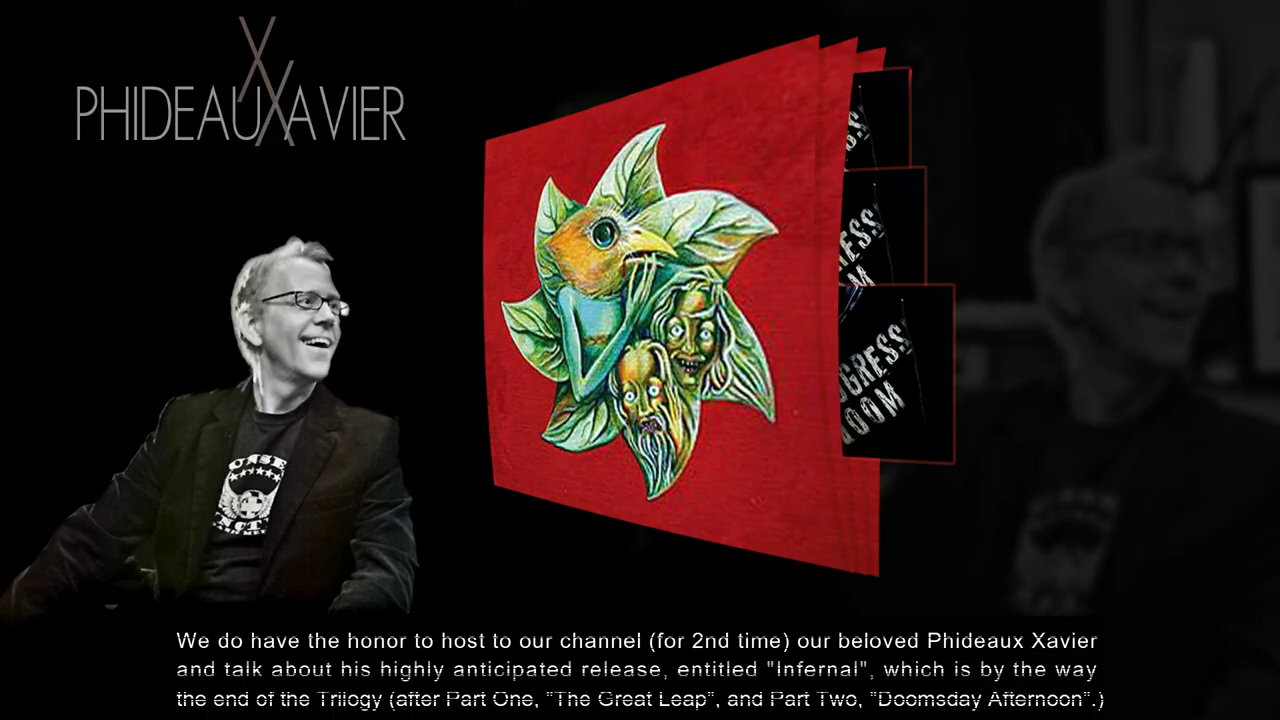 PHIDEAUXXAVIER
We do have the honor to host to our channel (for 2nd time) our beloved Phideaux Xavier
and talk about his highly anticipated release, entitled "Infernal", which is by the way
the end of the Trilogy (after Part One, "The Great Leap", and Part Two, "Doomsday Afternoon".)